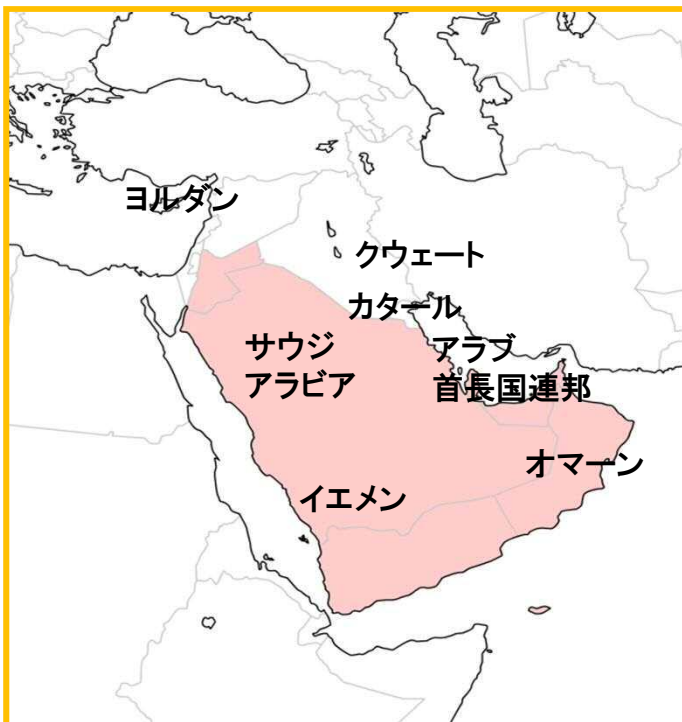 ヨルダン
クウェート
カタール
サウジ
アラビア
アラブ
首長国連邦
オマーン
イエメン